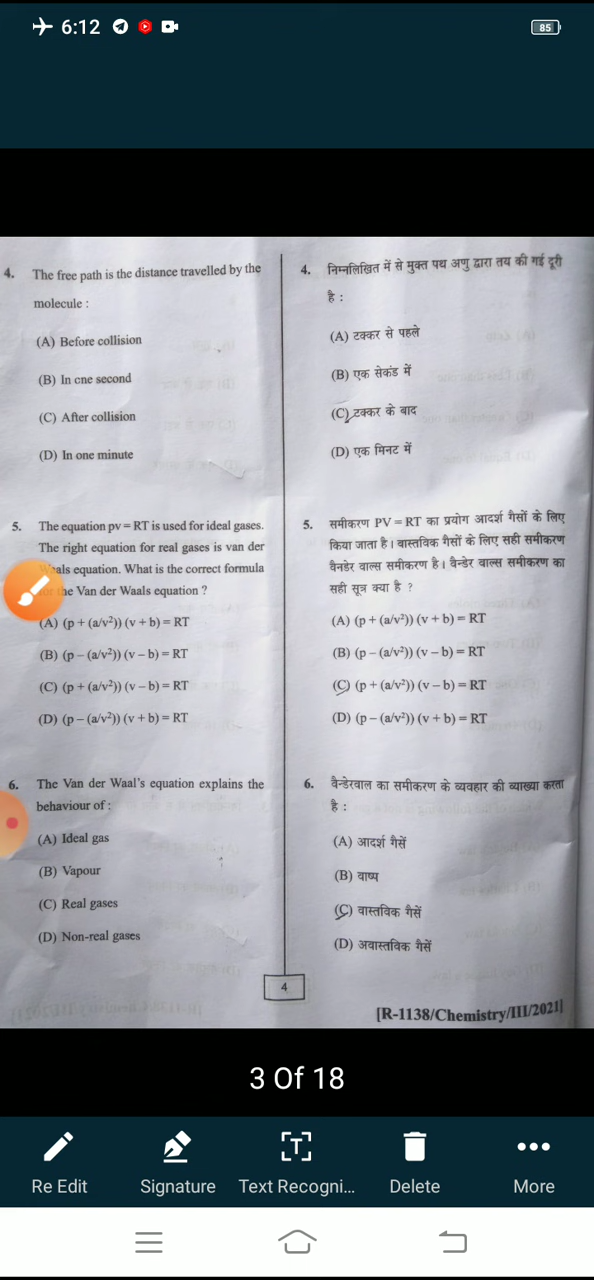 6:12
85
4. The free path is the distance travelled by the
molecule :
(A) Before collision
(B) In one second
(C) After collision
(D) In one minute
5. The equation pv = RT is used for ideal gases.
The right equation for real gases is van der
equation. What is the correct formula
the Van der Waals equation ?
(A) (p + (a/v²)) (v + b) = RT
(B) (p – (a/v²)) (v – b) = RT
(C) (p + (a/v²)) (v – b) = RT
(D) (p – (a/v²)) (v + b) = RT
6. The Van der Waal's equation explains the
behaviour of :
(A) Ideal gas
(B) Vapour
(C) Real gases
(D) Non-real gases
4. निम्नलिखित में से मुक्त पथ अणु द्वारा तय की गई दूरी
है :
(A) टक्कर से पहले
(B) एक सेकंड में
(C) टक्कर के बाद
(D) एक मिनट में
5. समीकरण PV = RT का प्रयोग आदर्श गैसों के लिए
किया जाता है। वास्तविक गैसों के लिए सही समीकरण
वैनडेर वाल्स समीकरण है। वैन्डेर वाल्स समीकरण का
सही सूत्र क्या है ?
(A) (p + (a/v²)) (v + b) = RT
(B) (p – (a/v²)) (v – b) = RT
(C) (p + (a/v²)) (v – b) = RT
(D) (p – (a/v²)) (v + b) = RT
6. वैन्डेरवाल का समीकरण के व्यवहार की व्याख्या करता
है :
(A) आदर्श गैसें
(B) वाष्प
(C) वास्तविक गैसें
(D) अवास्तविक गैसें
4
[R-1138/Chemistry/III/2021]
3 Of 18
Re Edit
Signature
Text Recogni...
Delete
More